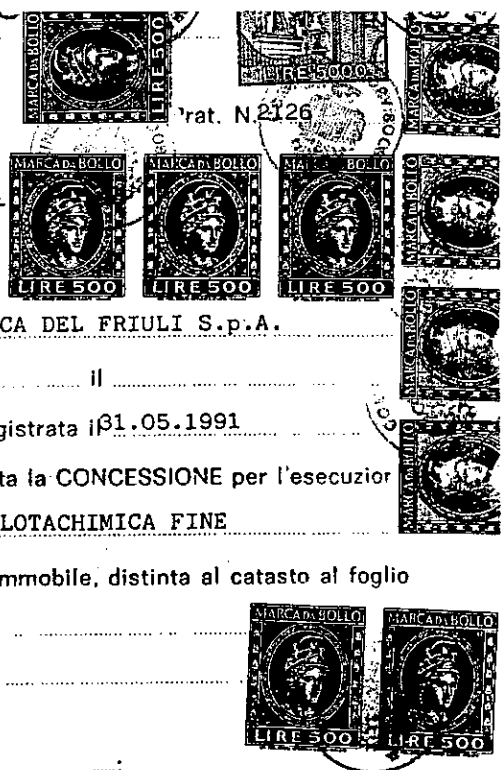 LIRE 500
LIRE 5000
MARCA DA BOLLO
Prat. N. 2126
MARCA DA BOLLO MARCA DA BOLLO MARCA DA BOLLO
LIRE 500 LIRE 500 LIRE 500
CA DEL FRIULI S.p.A.
il
gistrata il 31.05.1991
ta la CONCESSIONE per l'esecuzior
LOTACHIMICA FINE
mmobile, distinta al catasto al foglio
MARCA DA BOLLO MARCA DA BOLLO
LIRE 500 LIRE 500